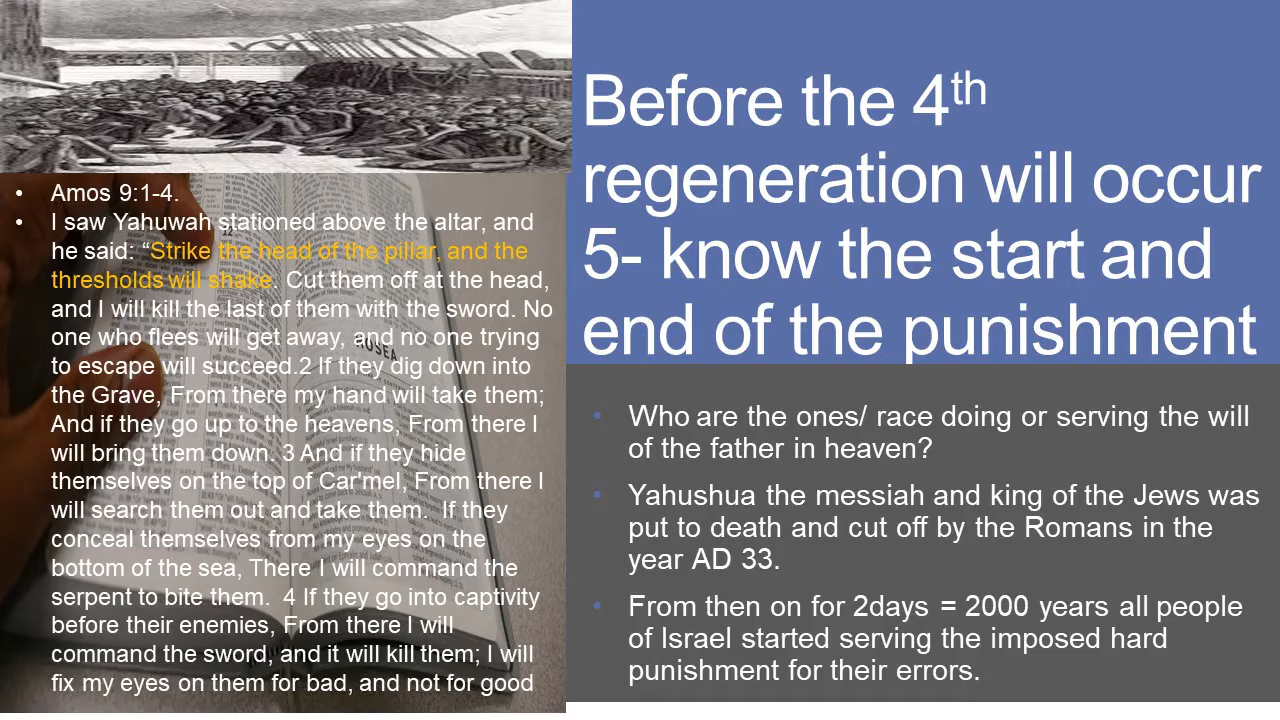 Amos 9:1-4.
I saw Yahuwah stationed above the altar, and
he said: “Strike the head of the pillar, and the
thresholds will shake. Cut them off at the head,
and I will kill the last of them with the sword. No
one who flees will get away, and no one trying
to escape will succeed.2 If they dig down into
the Grave, From there my hand will take them;
And if they go up to the heavens, From there I
will bring them down. 3 And if they hide
themselves on the top of Car'mel, From there I
will search them out and take them. If they
conceal themselves from my eyes on the
bottom of the sea, There I will command the
serpent to bite them. 4 If they go into captivity
before their enemies, From there I will
command the sword, and it will kill them; I will
fix my eyes on them for bad, and not for good
HOSEA
Before the 4th
regeneration will occur
5- know the start and
end of the punishment
Who are the ones/ race doing or serving the will
of the father in heaven?
Yahushua the messiah and king of the Jews was
put to death and cut off by the Romans in the
year AD 33.
From then on for 2days = 2000 years all people
of Israel started serving the imposed hard
punishment for their errors.